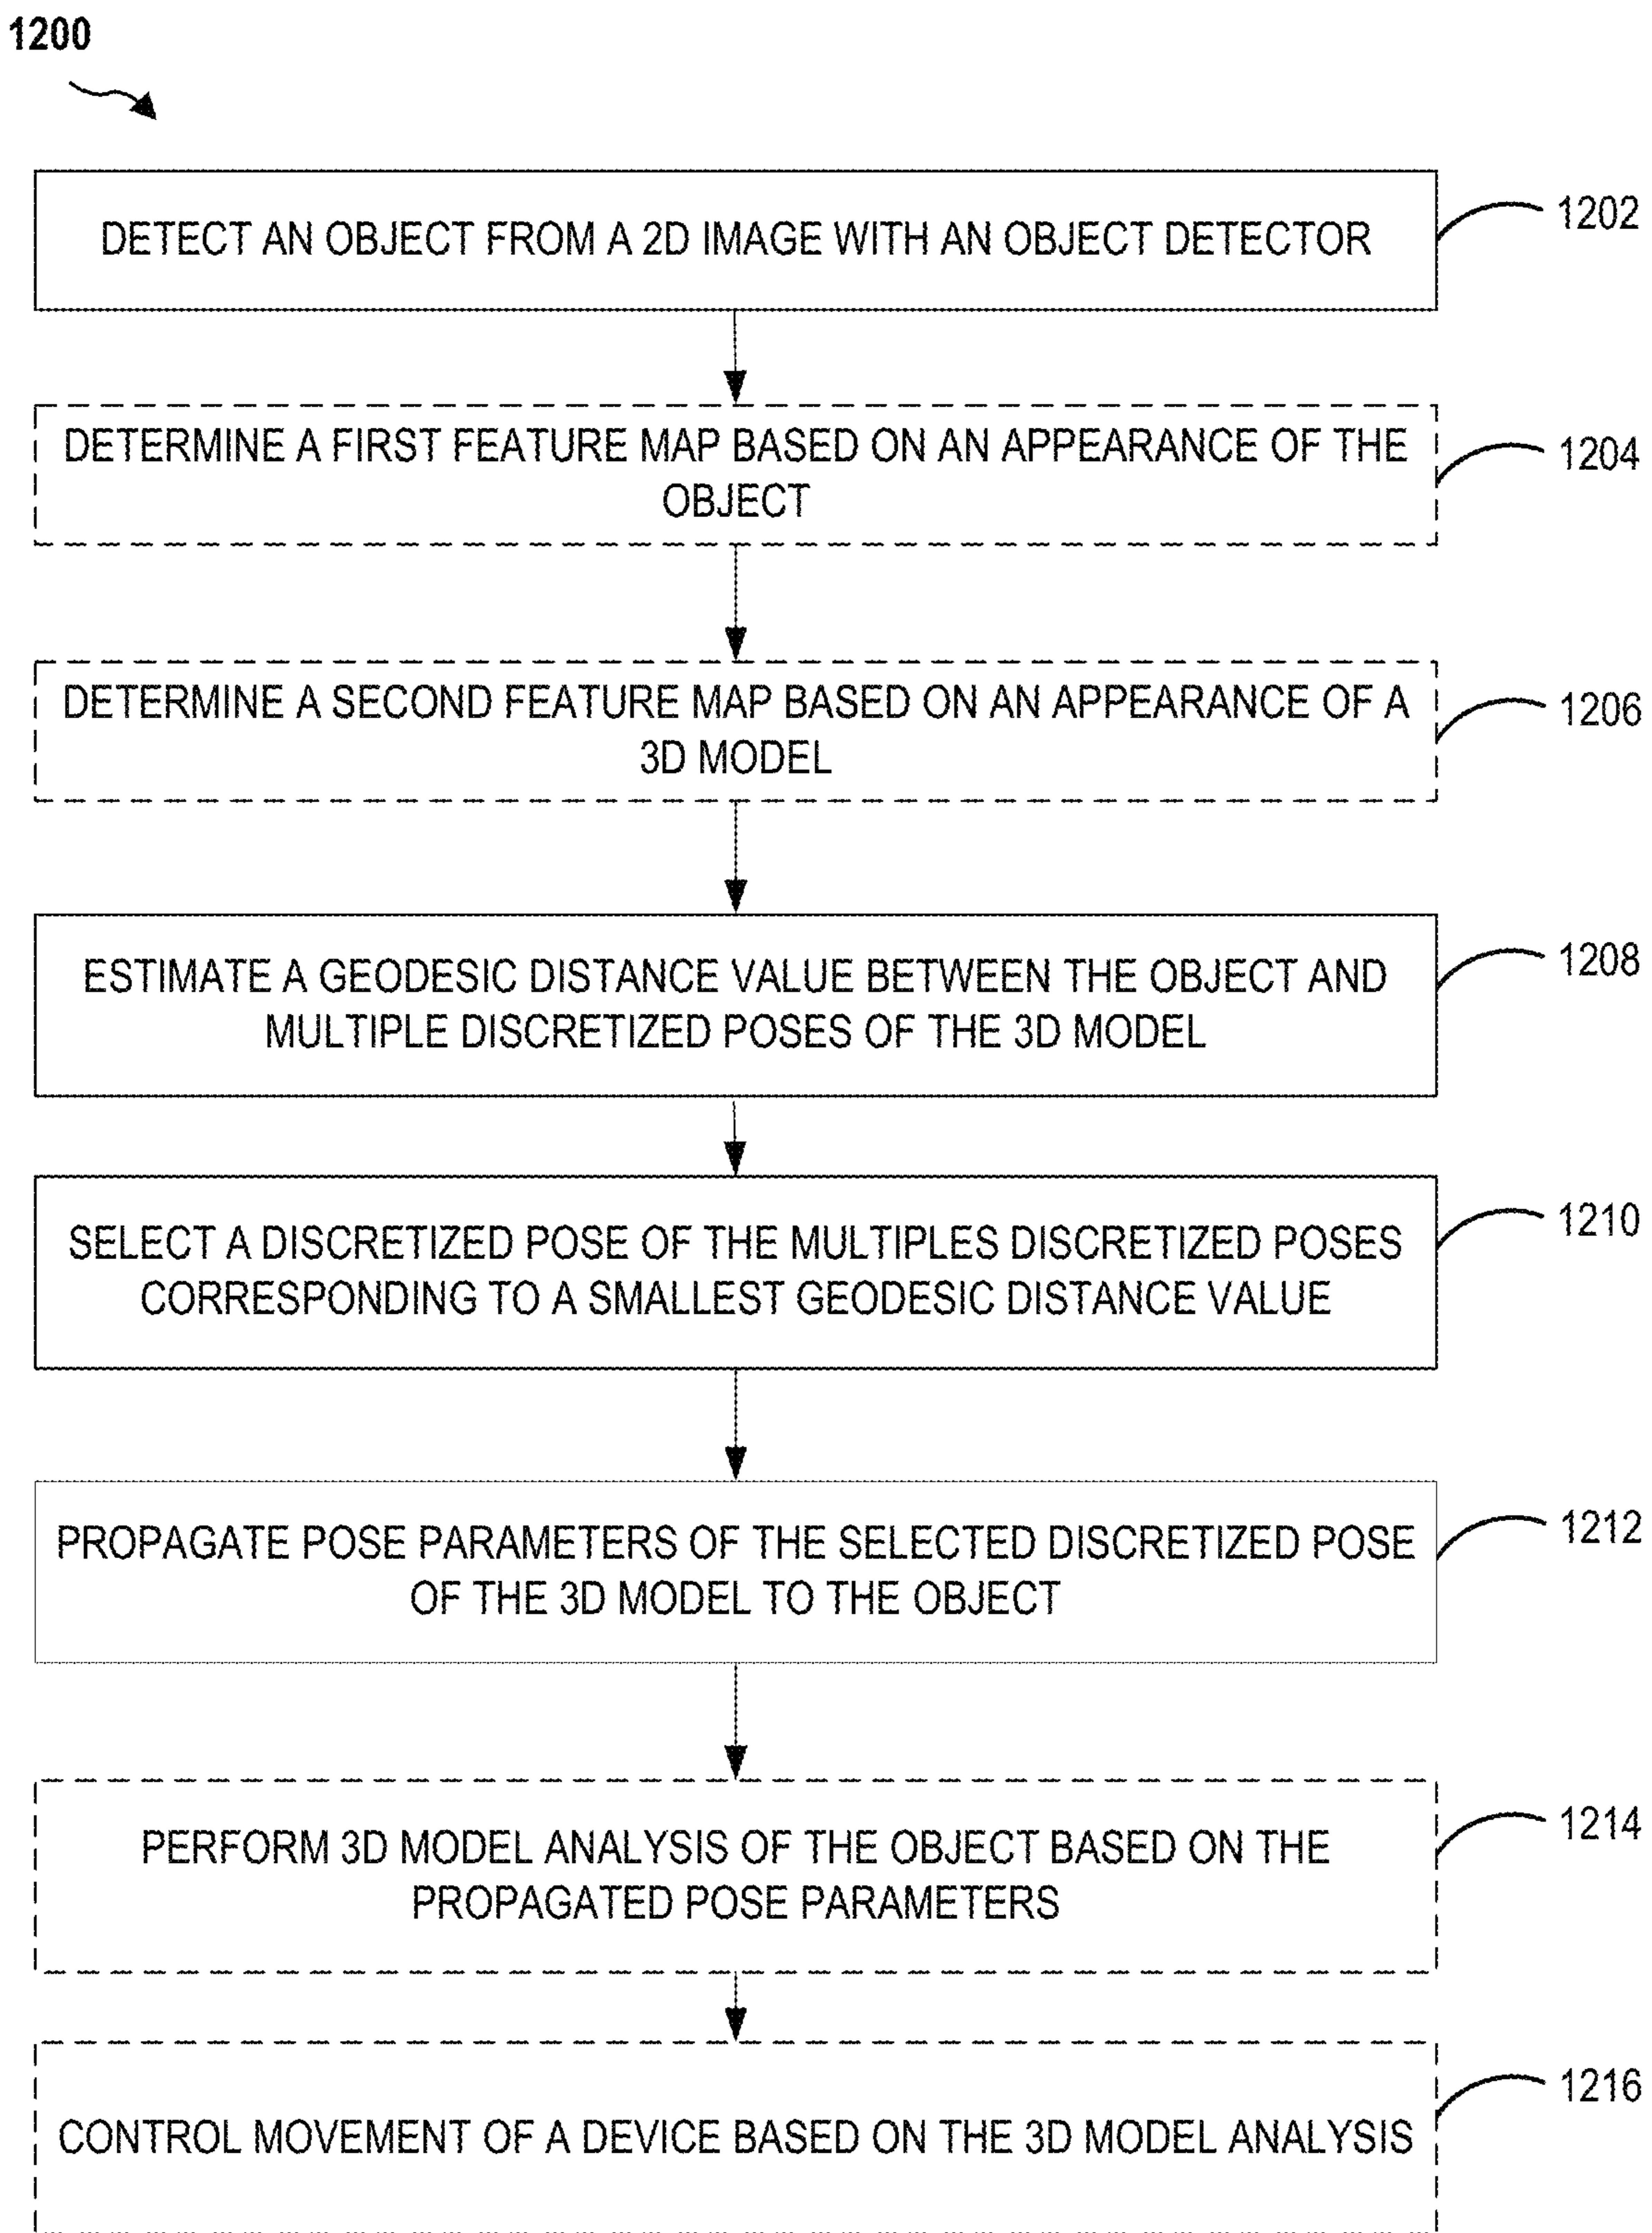 1200
DETECT AN OBJECT FROM A 2D IMAGE WITH AN OBJECT DETECTOR
1202
DETERMINE A FIRST FEATURE MAP BASED ON AN APPEARANCE OF THE
OBJECT
1204
DETERMINE A SECOND FEATURE MAP BASED ON AN APPEARANCE OF A
3D MODEL
1206
ESTIMATE A GEODESIC DISTANCE VALUE BETWEEN THE OBJECT AND
MULTIPLE DISCRETIZED POSES OF THE 3D MODEL
1208
SELECT A DISCRETIZED POSE OF THE MULTIPLES DISCRETIZED POSES
CORRESPONDING TO A SMALLEST GEODESIC DISTANCE VALUE
1210
PROPAGATE POSE PARAMETERS OF THE SELECTED DISCRETIZED POSE
OF THE 3D MODEL TO THE OBJECT
1212
PERFORM 3D MODEL ANALYSIS OF THE OBJECT BASED ON THE
PROPAGATED POSE PARAMETERS
1214
CONTROL MOVEMENT OF A DEVICE BASED ON THE 3D MODEL ANALYSIS
1216